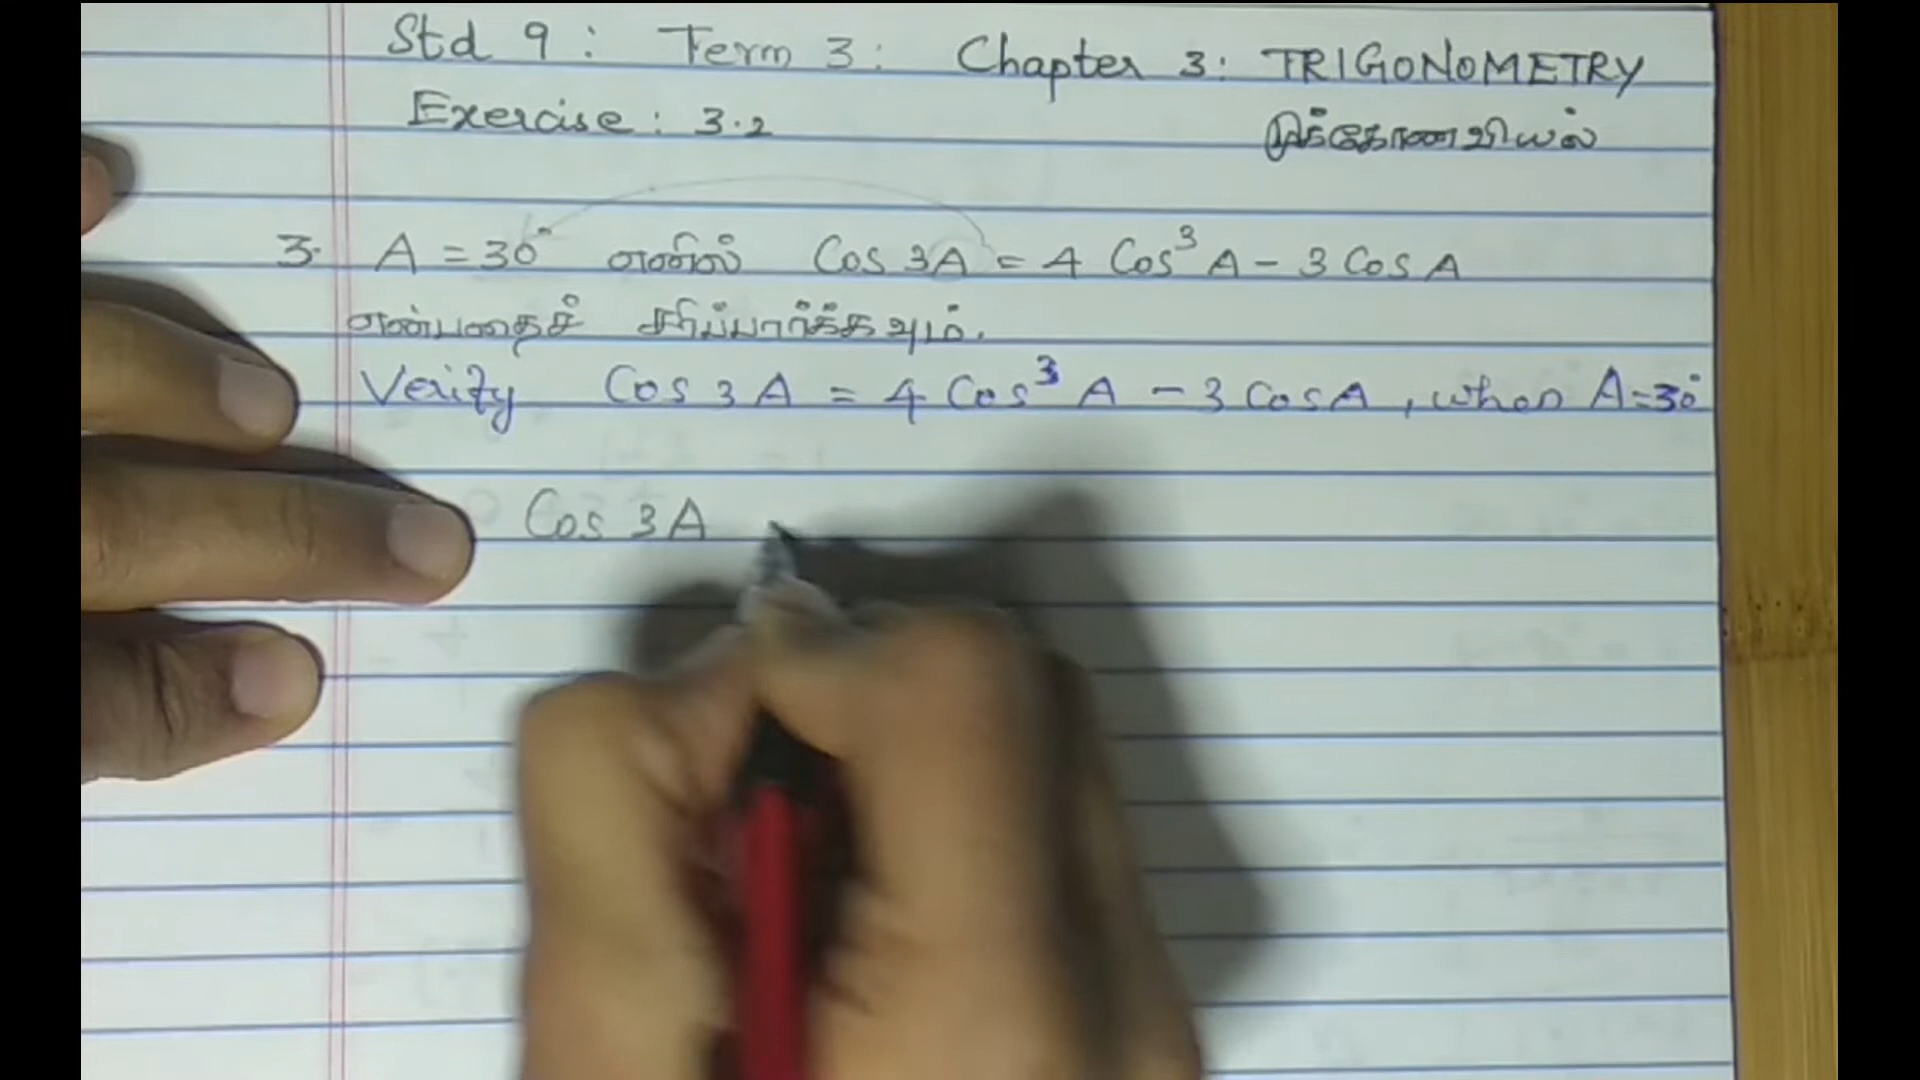 Std 9 : Term 3 : Chapter 3 : TRIGONOMETRY
Exercise : 3.2 முக்கோணவியல்
3. A = 30° எனில் Cos 3A = 4 Cos³ A - 3 Cos A
என்பதைச் சரிப்பார்க்கவும்.
Verify Cos 3A = 4 Cos³ A - 3 Cos A , when A = 30°
Cos 3A